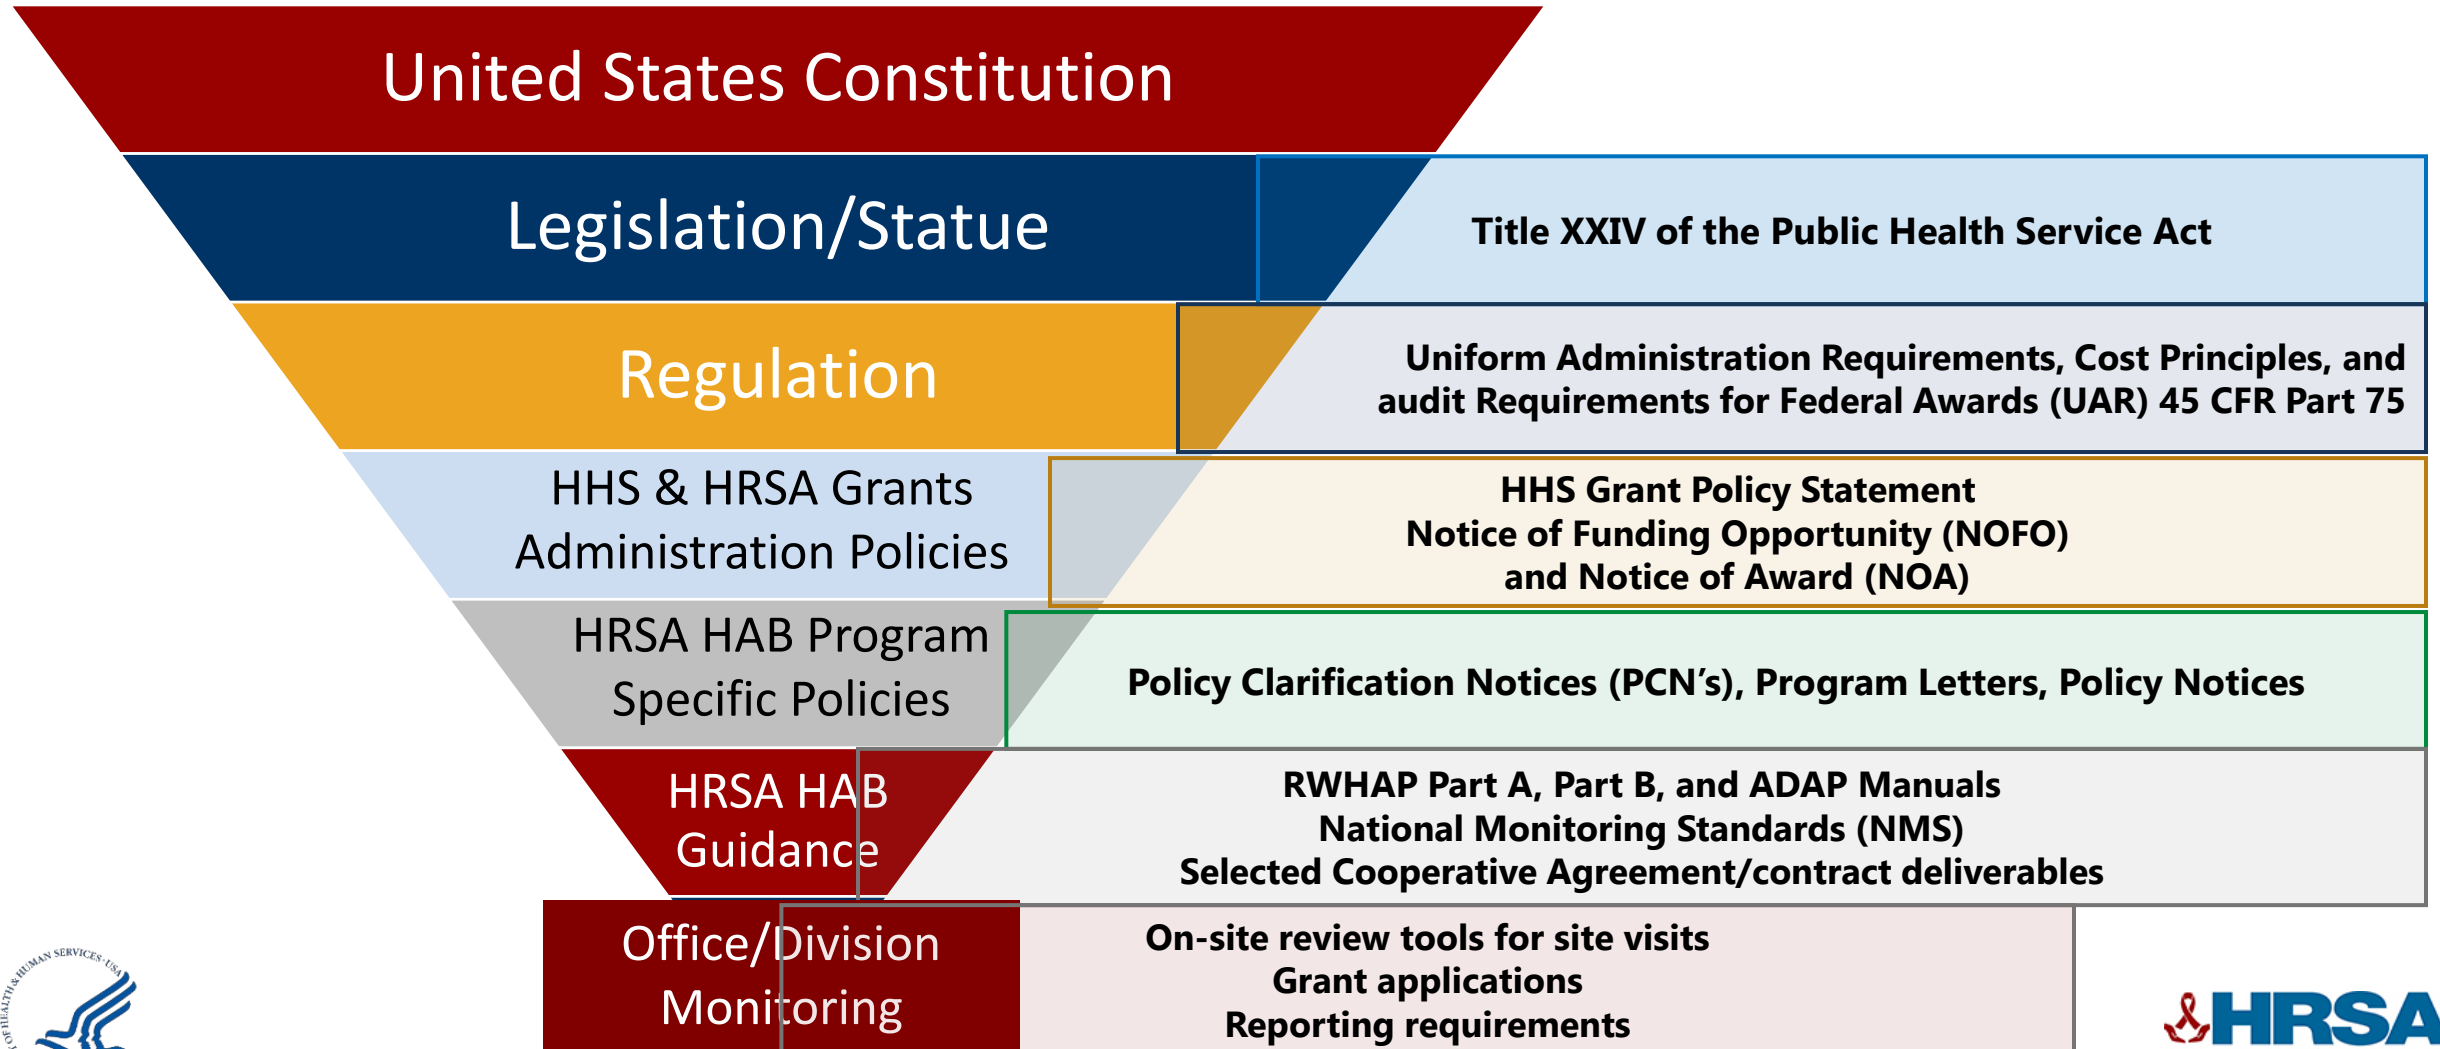 United States Constitution
Legislation/Statue
Title XXIV of the Public Health Service Act
Regulation
Uniform Administration Requirements, Cost Principles, and
audit Requirements for Federal Awards (UAR) 45 CFR Part 75
HHS & HRSA Grants
Administration Policies
HHS Grant Policy Statement
Notice of Funding Opportunity (NOFO)
and Notice of Award (NOA)
HRSA HAB Program
Specific Policies
Policy Clarification Notices (PCN’s), Program Letters, Policy Notices
HRSA HAB
Guidance
RWHAP Part A, Part B, and ADAP Manuals
National Monitoring Standards (NMS)
Selected Cooperative Agreement/contract deliverables
Office/Division
Monitoring
On-site review tools for site visits
Grant applications
Reporting requirements
OF HEALTH & HUMAN SERVICES · USA
HRSA